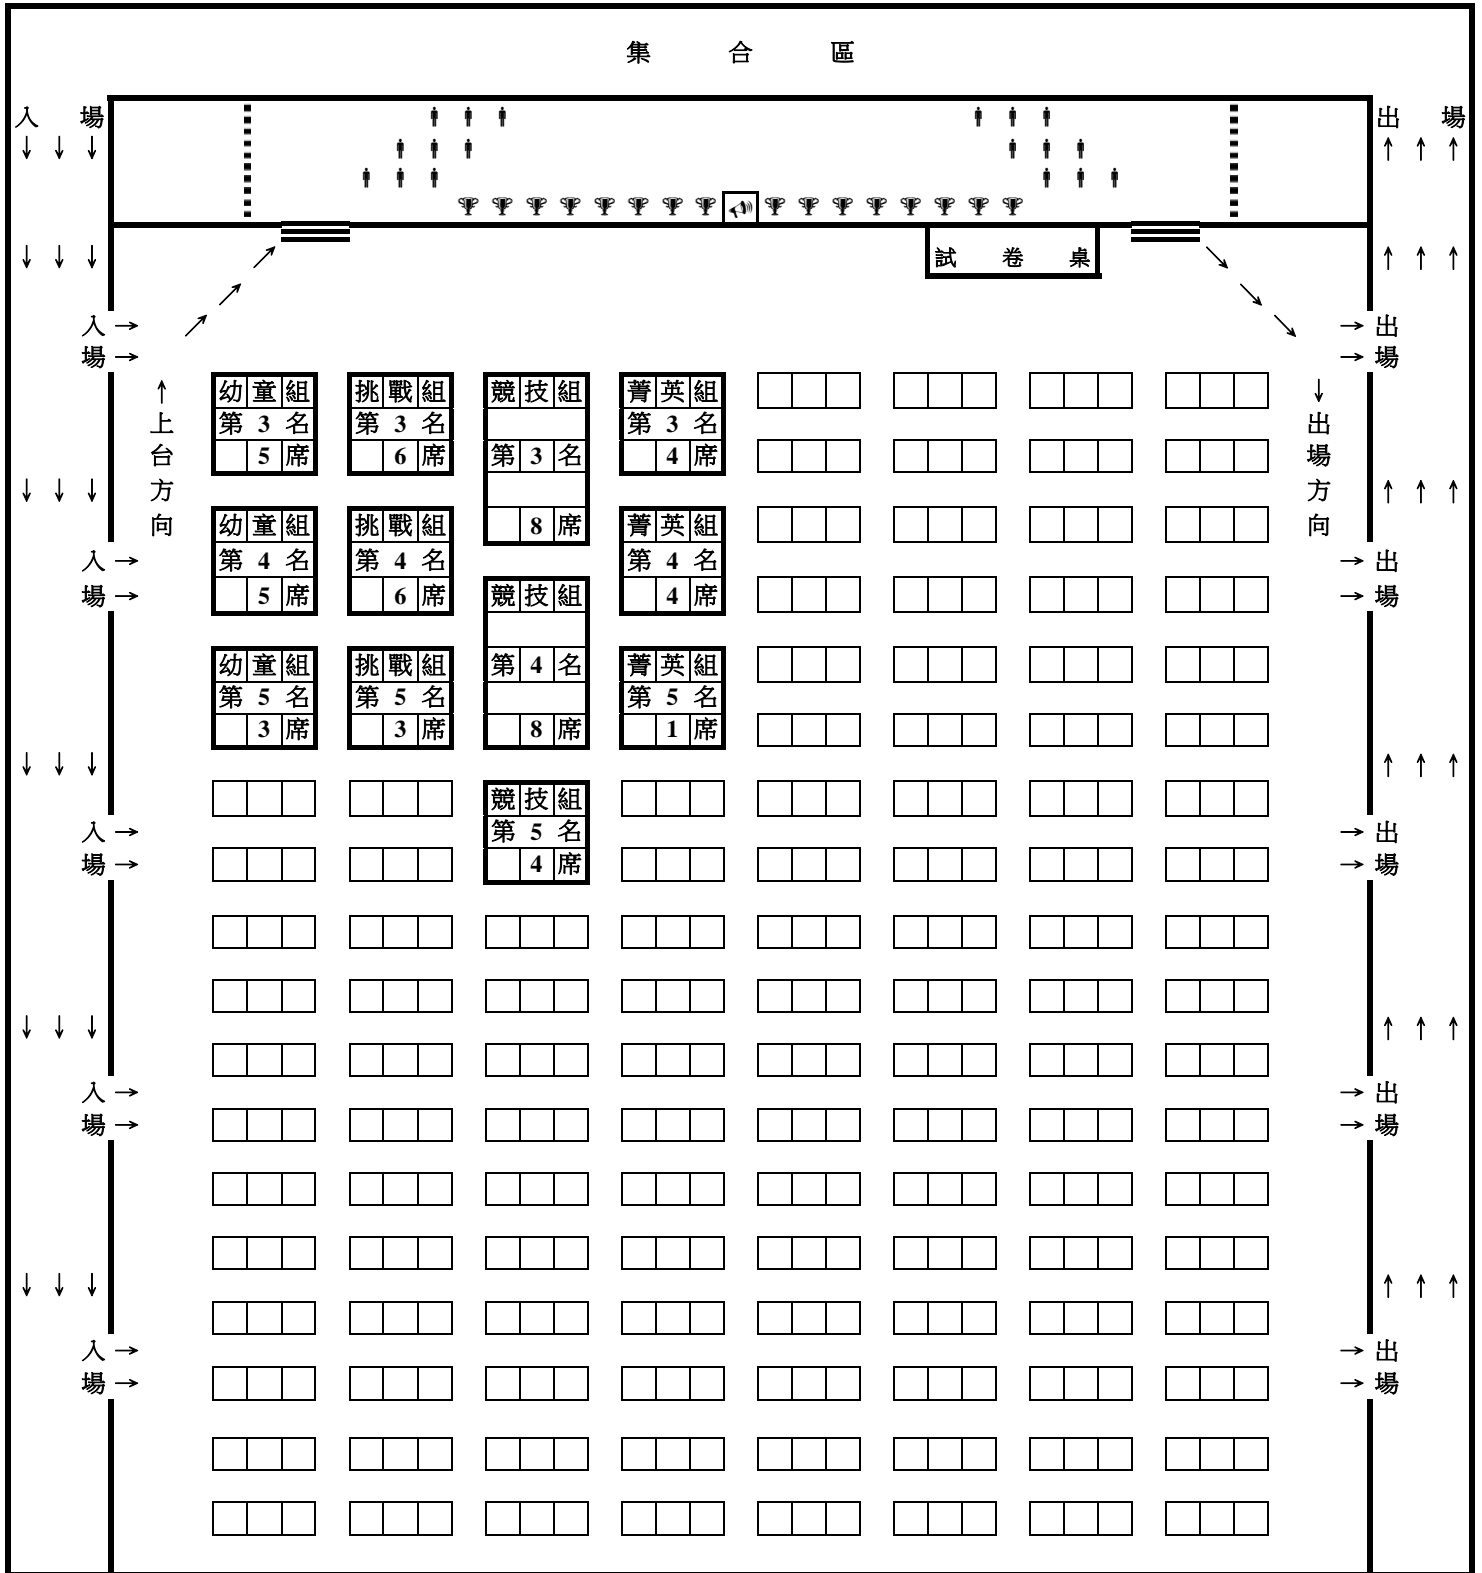 集 合 區
入 場
出 場
↓ ↓ ↓
↑ ↑ ↑
試 卷 桌
↓ ↓ ↓
↑ ↑ ↑
入 →
場 →
→ 出
→ 場
↑上台方向
↓出場方向
幼童組 挑戰組 競技組 菁英組
第 3 名 第 3 名 第 3 名
5 席 6 席 第 3 名 4 席
8 席
↓ ↓ ↓
↑ ↑ ↑
幼童組 挑戰組 菁英組
第 4 名 第 4 名 第 4 名
5 席 6 席 競技組 4 席
入 →
場 →
→ 出
→ 場
幼童組 挑戰組 第 4 名 菁英組
第 5 名 第 5 名 第 5 名
3 席 3 席 8 席 1 席
↓ ↓ ↓
↑ ↑ ↑
競技組
第 5 名
4 席
入 →
場 →
→ 出
→ 場
↓ ↓ ↓
↑ ↑ ↑
入 →
場 →
→ 出
→ 場
↓ ↓ ↓
↑ ↑ ↑
入 →
場 →
→ 出
→ 場